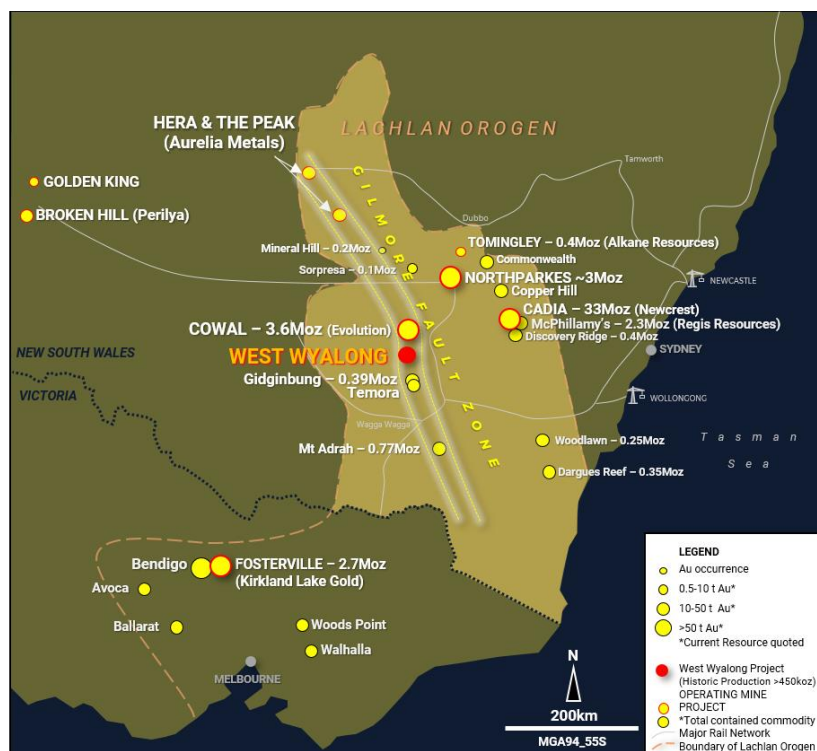 HERA & THE PEAK
(Aurelia Metals)
LACHLAN OROGEN
Tamworth
GOLDEN KING
BROKEN HILL (Perilya)
GILMORE FAULT ZONE
Dubbo
Mineral Hill – 0.2Moz
TOMINGLEY – 0.4Moz (Alkane Resources)
Commonwealth
Sorpresa – 0.1Moz
NORTHPARKES ~3Moz
NEWCASTLE
Copper Hill
CADIA – 33Moz (Newcrest)
COWAL – 3.6Moz (Evolution)
McPhillamy's – 2.3Moz (Regis Resources)
Discovery Ridge – 0.4Moz
SYDNEY
NEW SOUTH WALES
WEST WYALONG
VICTORIA
Gidginbung – 0.39Moz
Temora
WOLLONGONG
Wagga Wagga
Mt Adrah – 0.77Moz
Woodlawn – 0.25Moz
Tasman
Sea
Dargues Reef – 0.35Moz
Bendigo
FOSTERVILLE – 2.7Moz
(Kirkland Lake Gold)
Avoca
Ballarat
Woods Point
Walhalla
MELBOURNE
N
200km
MGA94_55S
LEGEND
Au occurrence
0.5-10 t Au*
10-50 t Au*
>50 t Au*
*Current Resource quoted
West Wyalong Project
(Historic Production >450koz)
OPERATING MINE
PROJECT
*Total contained commodity
Major Rail Network
Boundary of Lachlan Orogen